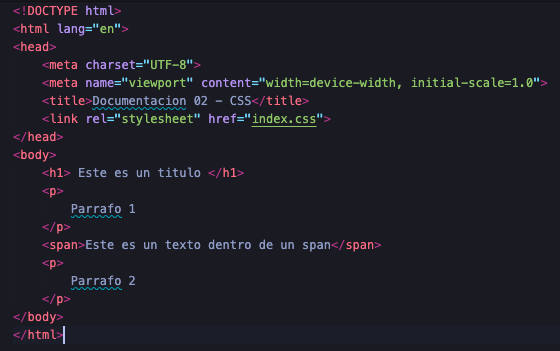 <!DOCTYPE html>
<html lang="en">
<head>
    <meta charset="UTF-8">
    <meta name="viewport" content="width=device-width, initial-scale=1.0">
    <title>Documentacion 02 - CSS</title>
    <link rel="stylesheet" href="index.css">
</head>
<body>
    <h1> Este es un titulo </h1>
    <p>
        Parrafo 1
    </p>
    <span>Este es un texto dentro de un span</span>
    <p>
        Parrafo 2
    </p>
</body>
</html>